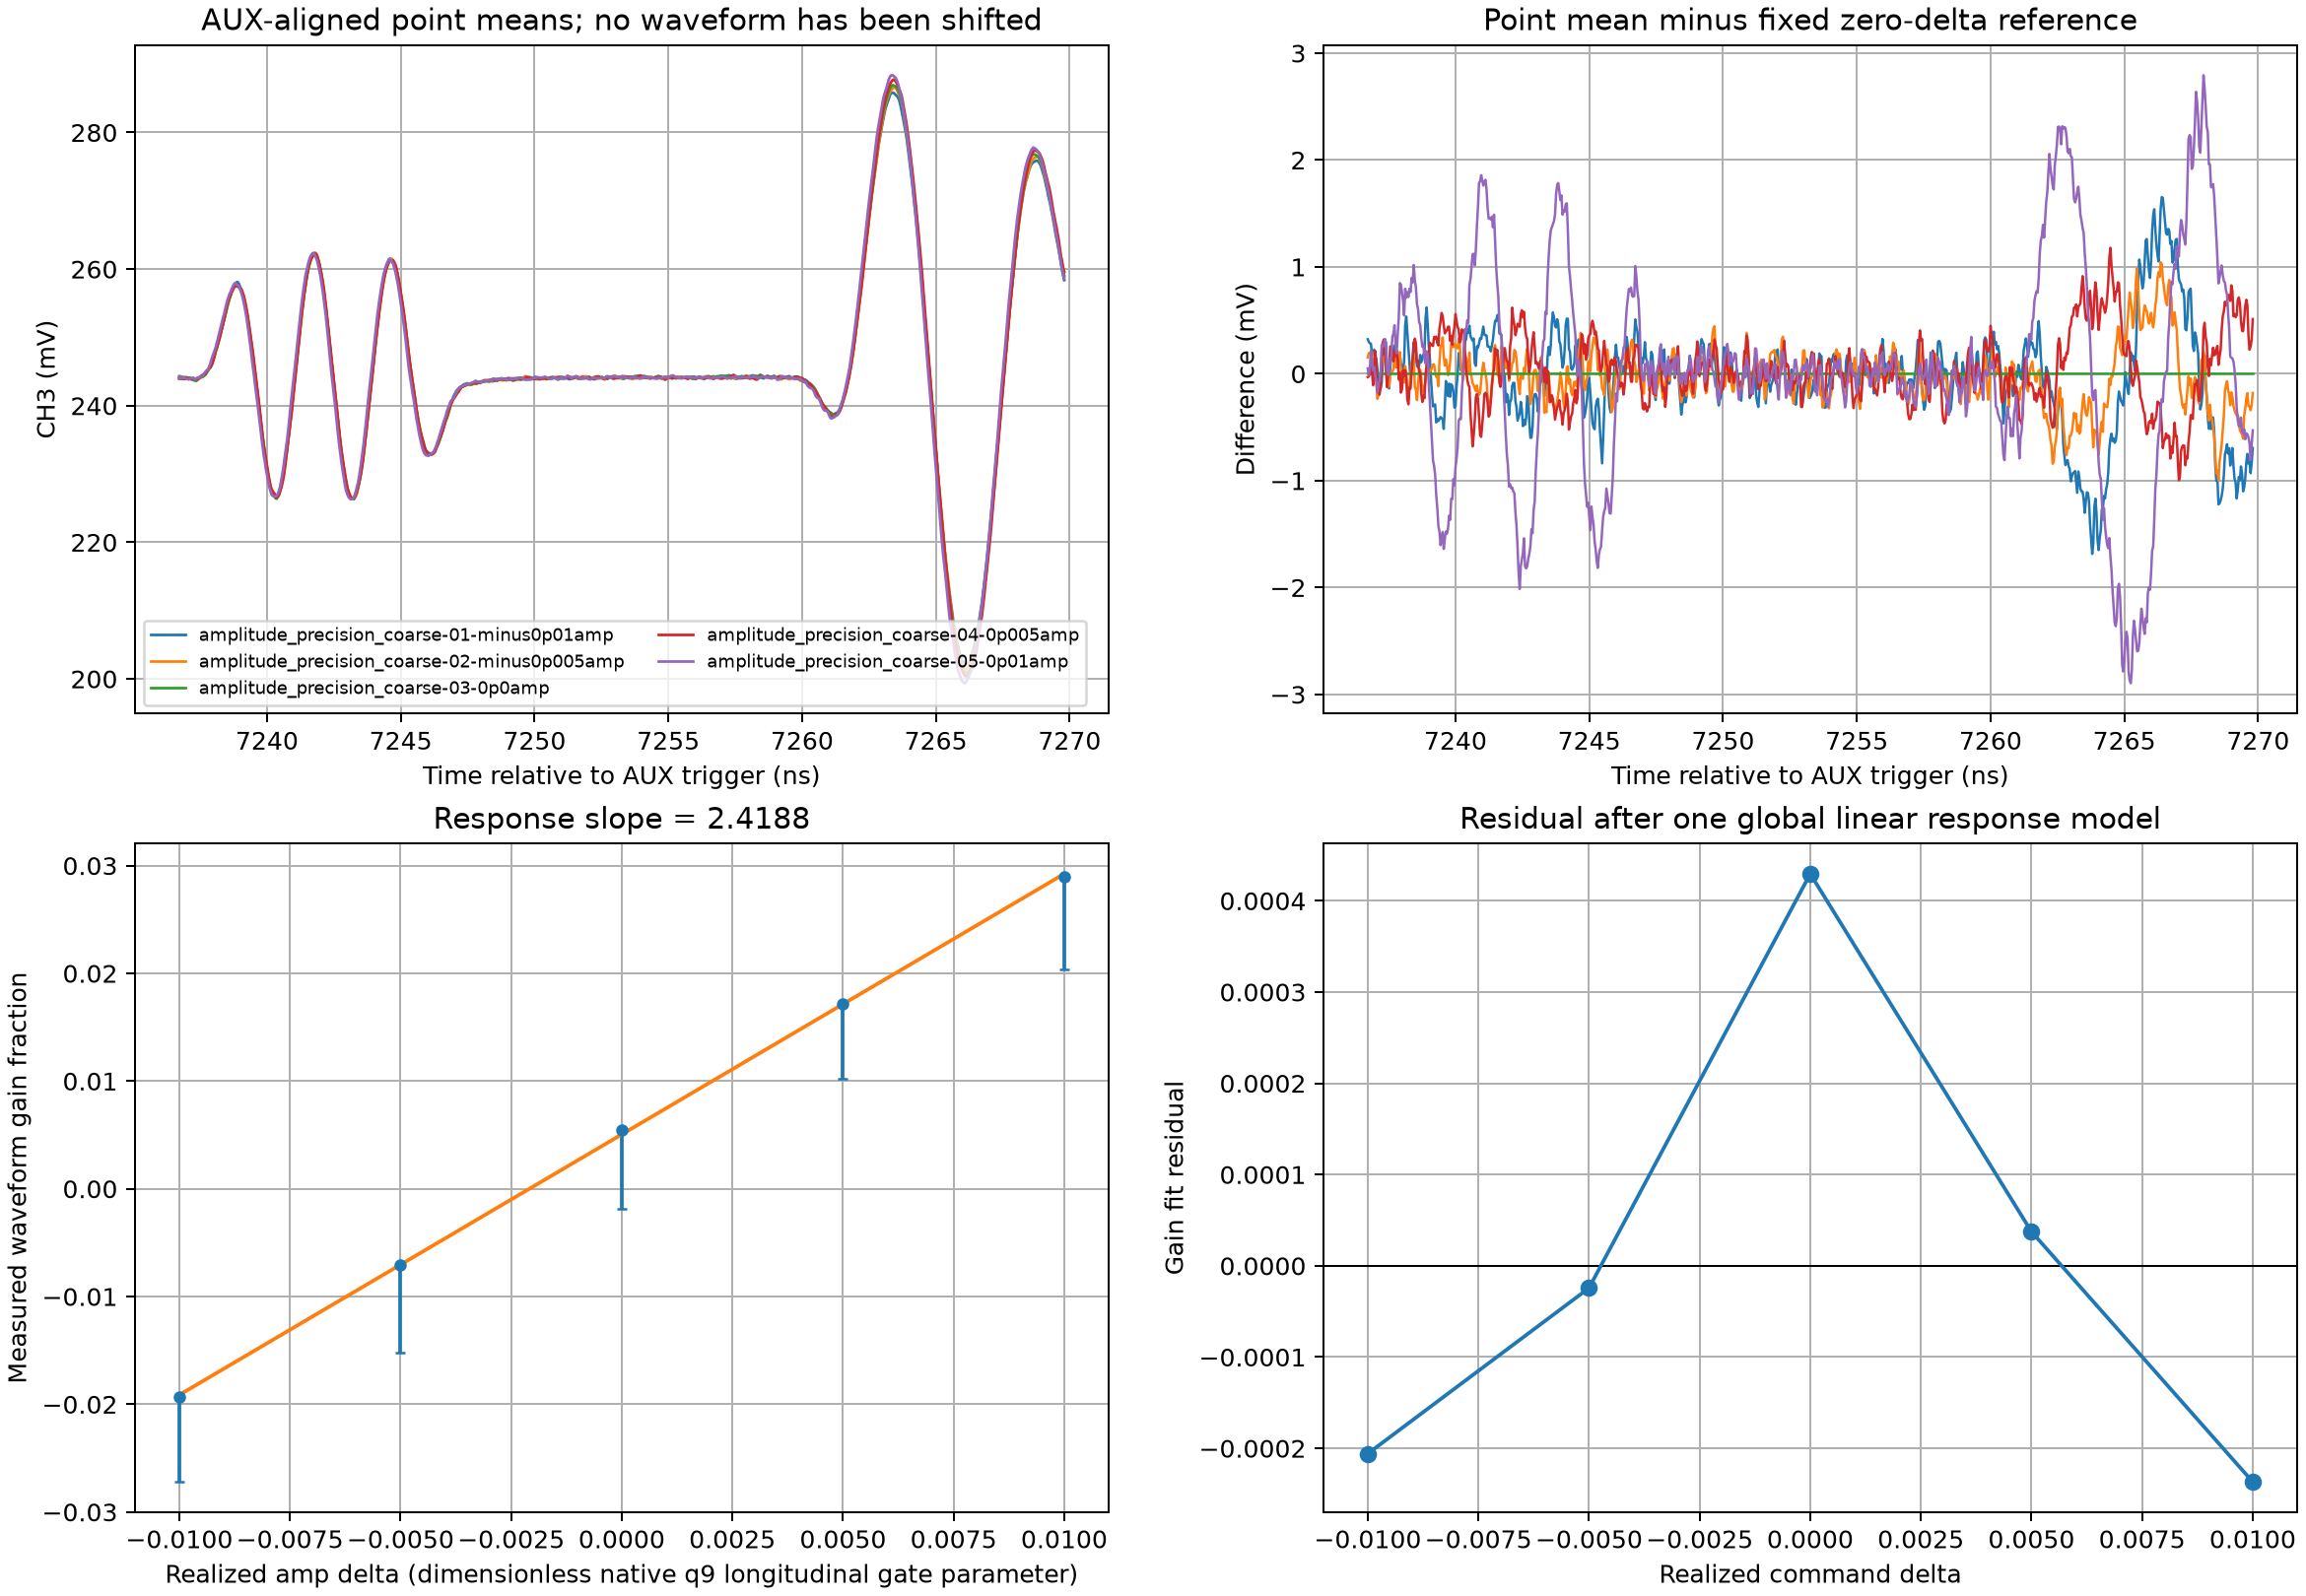 AUX-aligned point means; no waveform has been shifted
CH3 (mV)
280
260
240
220
200
amplitude_precision_coarse-01-minus0p01amp
amplitude_precision_coarse-02-minus0p005amp
amplitude_precision_coarse-03-0p0amp
amplitude_precision_coarse-04-0p005amp
amplitude_precision_coarse-05-0p01amp
7240 7245 7250 7255 7260 7265 7270
Time relative to AUX trigger (ns)
Point mean minus fixed zero-delta reference
Difference (mV)
3
2
1
0
−1
−2
−3
7240 7245 7250 7255 7260 7265 7270
Time relative to AUX trigger (ns)
Response slope = 2.4188
Measured waveform gain fraction
0.03
0.02
0.01
0.00
−0.01
−0.02
−0.03
−0.0100 −0.0075 −0.0050 −0.0025 0.0000 0.0025 0.0050 0.0075 0.0100
Realized amp delta (dimensionless native q9 longitudinal gate parameter)
Residual after one global linear response model
Gain fit residual
0.0004
0.0003
0.0002
0.0001
0.0000
−0.0001
−0.0002
−0.0100 −0.0075 −0.0050 −0.0025 0.0000 0.0025 0.0050 0.0075 0.0100
Realized command delta